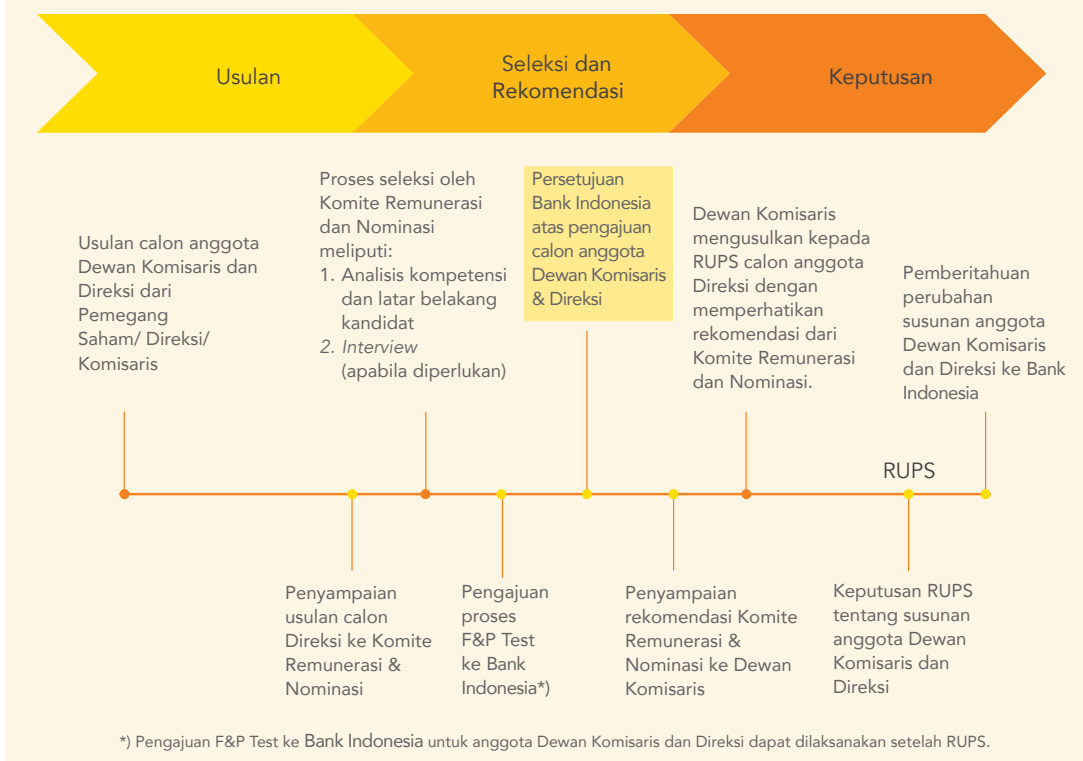 Usulan
Seleksi dan
Rekomendasi
Keputusan
Usulan calon anggota
Dewan Komisaris dan
Direksi dari
Pemegang
Saham/ Direksi/
Komisaris
Proses seleksi oleh
Komite Remunerasi
dan Nominasi
meliputi:
1. Analisis kompetensi
dan latar belakang
kandidat
2. Interview
(apabila diperlukan)
Persetujuan
Bank Indonesia
atas pengajuan
calon anggota
Dewan Komisaris
& Direksi
Dewan Komisaris
mengusulkan kepada
RUPS calon anggota
Direksi dengan
memperhatikan
rekomendasi dari
Komite Remunerasi
dan Nominasi.
Pemberitahuan
perubahan
susunan anggota
Dewan Komisaris
dan Direksi ke Bank
Indonesia
RUPS
Penyampaian
usulan calon
Direksi ke Komite
Remunerasi &
Nominasi
Pengajuan
proses
F&P Test
ke Bank
Indonesia*)
Penyampaian
rekomendasi Komite
Remunerasi &
Nominasi ke Dewan
Komisaris
Keputusan RUPS
tentang susunan
anggota Dewan
Komisaris dan
Direksi
*) Pengajuan F&P Test ke Bank Indonesia untuk anggota Dewan Komisaris dan Direksi dapat dilaksanakan setelah RUPS.